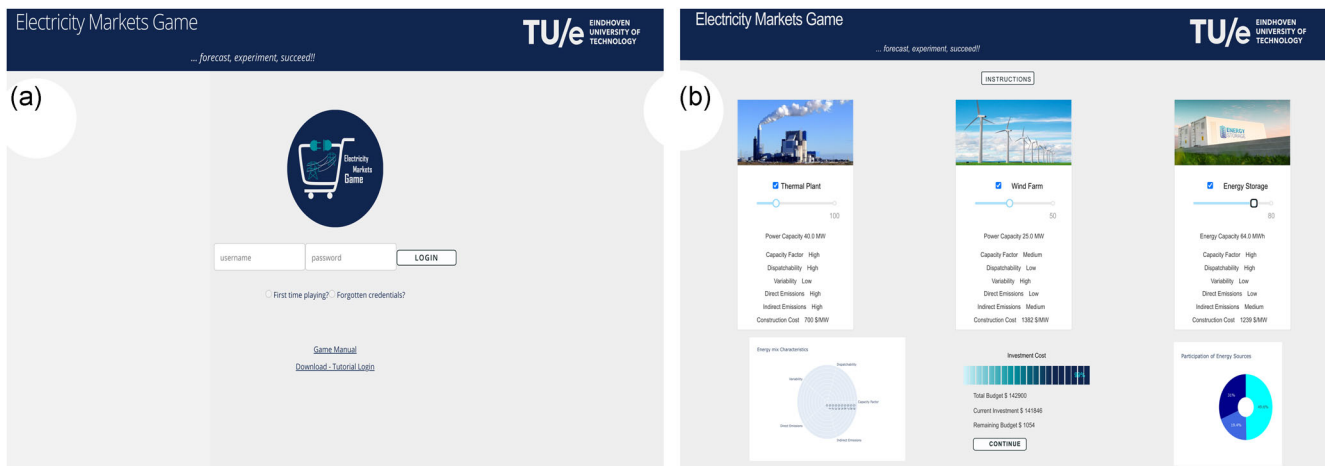 Electricity Markets Game
... forecast, experiment, succeed!!
TU/e EINDHOVEN
UNIVERSITY OF
TECHNOLOGY
(a)
Electricity
Markets
Game
username
password
LOGIN
First time playing?
Forgotten credentials?
Game Manual
Download - Tutorial Login
Electricity Markets Game
... forecast, experiment, succeed!!
TU/e EINDHOVEN
UNIVERSITY OF
TECHNOLOGY
(b)
INSTRUCTIONS
Thermal Plant
100
Power Capacity 40.0 MW
Capacity Factor High
Dispatchability High
Variability Low
Direct Emissions High
Indirect Emissions High
Construction Cost 700 $/MW
Wind Farm
50
Power Capacity 25.0 MW
Capacity Factor Medium
Dispatchability Low
Variability High
Direct Emissions Low
Indirect Emissions Medium
Construction Cost 1382 $/MW
ENERGY
STORAGE
Energy Storage
80
Energy Capacity 64.0 MWh
Capacity Factor High
Dispatchability High
Variability Low
Direct Emissions Low
Indirect Emissions Medium
Construction Cost 1239 $/MW
Energy mix Characteristics
Dispatchability
Variability
Capacity Factor
Direct Emissions
Indirect Emissions
Investment Cost
Total Budget $ 142900
Current Investment $ 141846
Remaining Budget $ 1054
CONTINUE
Participation of Energy Sources
31%